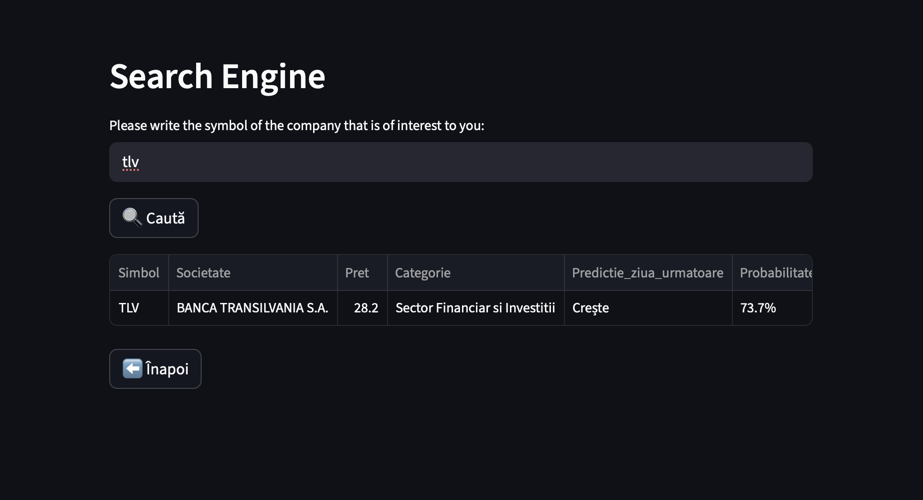 Search Engine
Please write the symbol of the company that is of interest to you:
tlv
Caută
Simbol Societate Pret Categorie Predictie_ziua_urmatoare Probabilitate
TLV BANCA TRANSILVANIA S.A. 28.2 Sector Financiar si Investitii Crește 73.7%
Înapoi